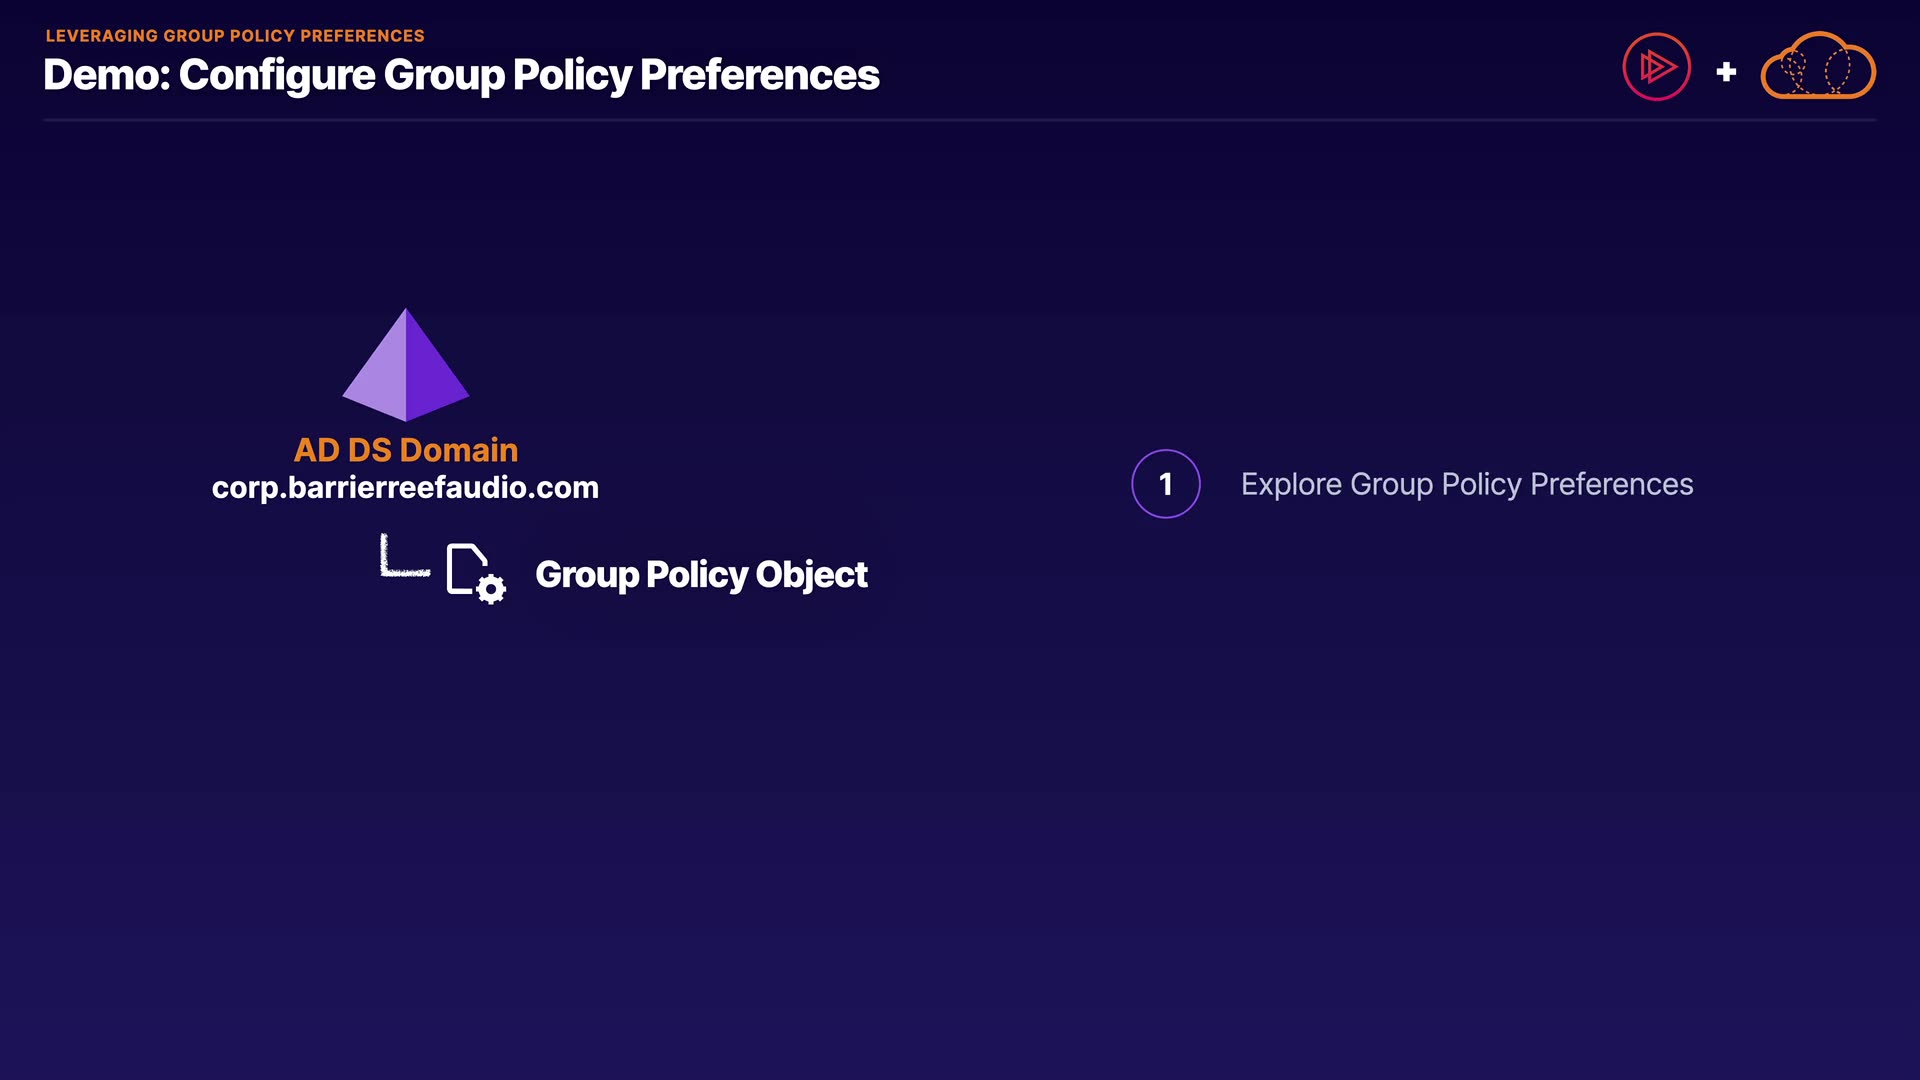 LEVERAGING GROUP POLICY PREFERENCES
Demo: Configure Group Policy Preferences
+
AD DS Domain
corp.barrierreefaudio.com
Group Policy Object
1 Explore Group Policy Preferences